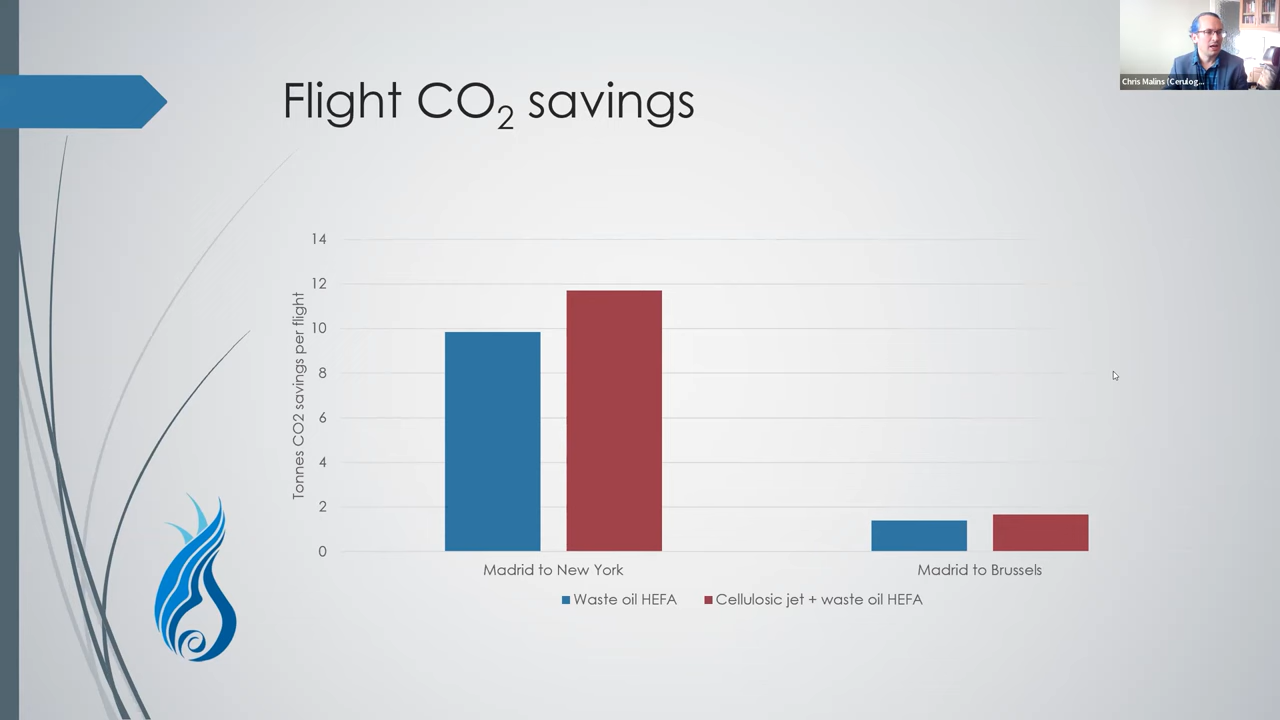 Chris Malins (Cerulog...
Flight CO₂ savings
Tonnes CO2 savings per flight
14
12
10
8
6
4
2
0
Madrid to New York
Madrid to Brussels
Waste oil HEFA
Cellulosic jet + waste oil HEFA